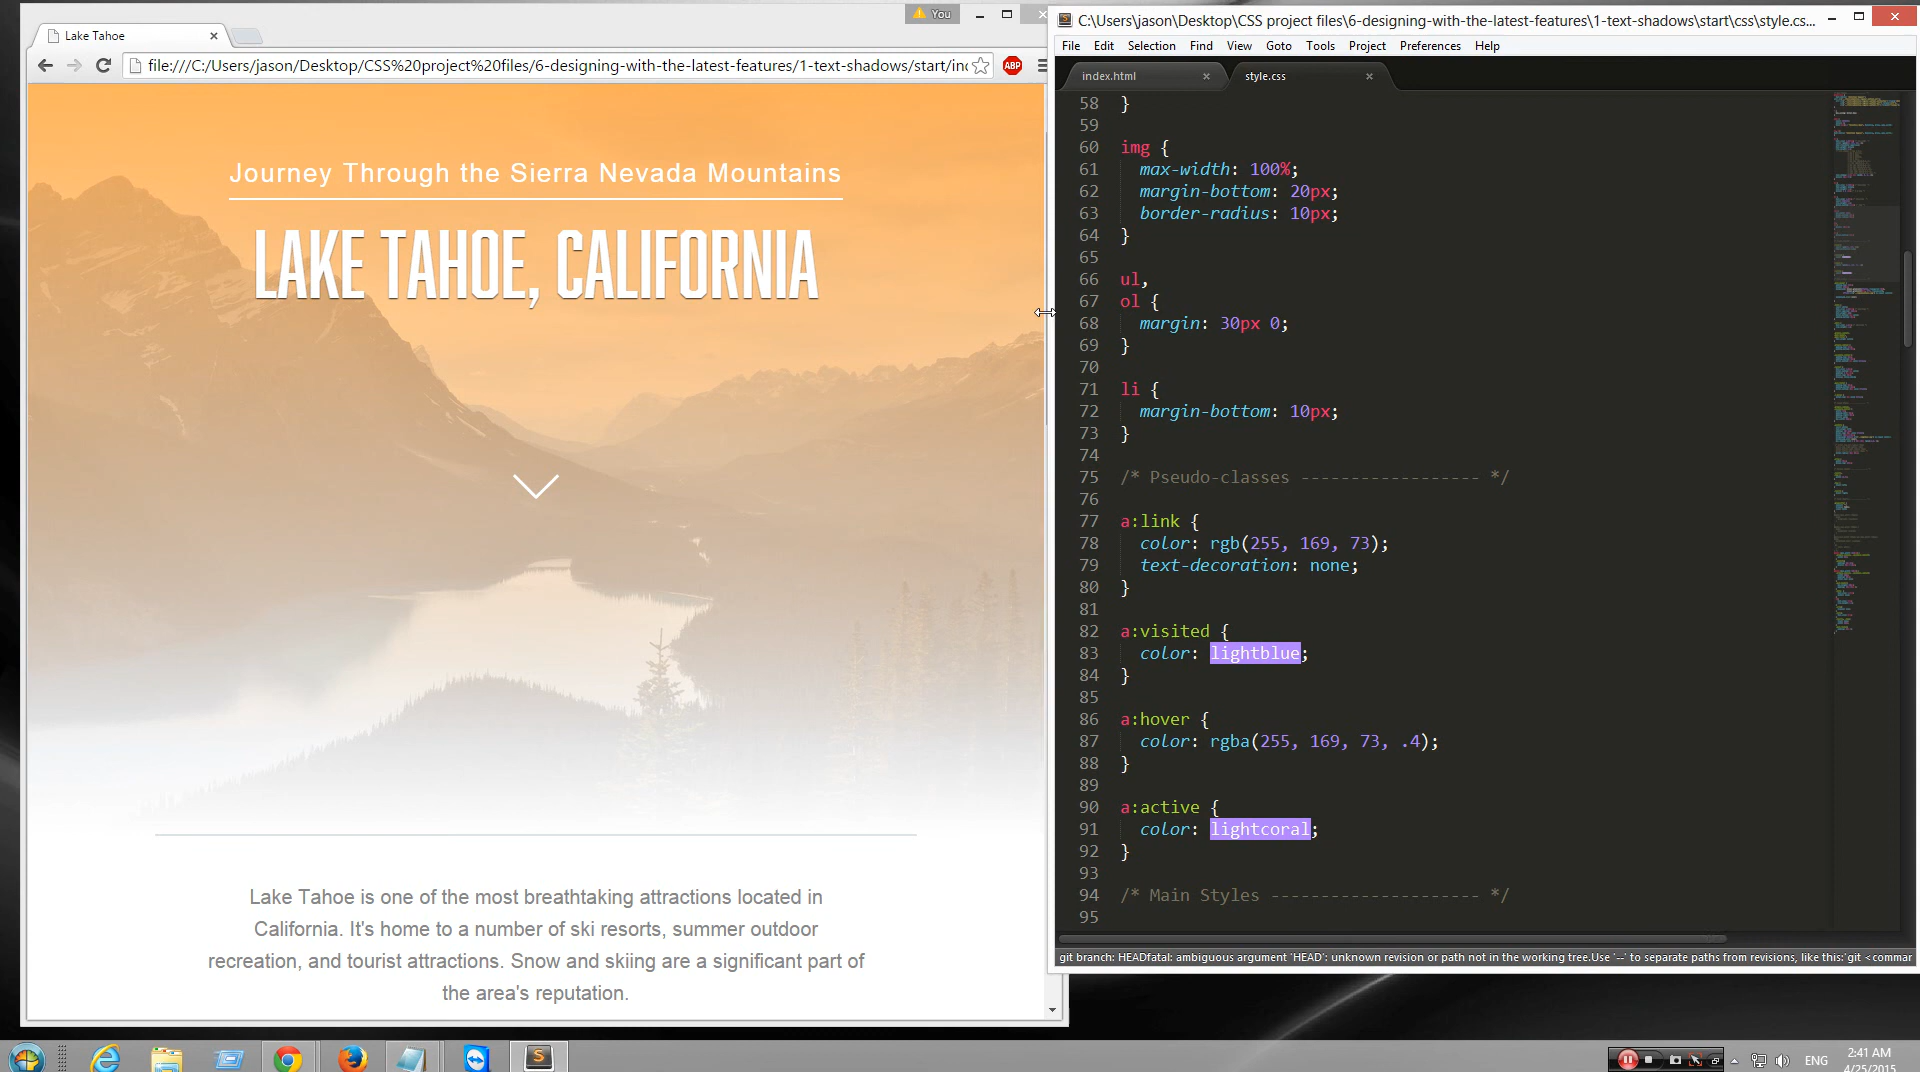 You
Lake Tahoe
file:///C:/Users/jason/Desktop/CSS%20project%20files/6-designing-with-the-latest-features/1-text-shadows/start/in
ABP
Journey Through the Sierra Nevada Mountains
LAKE TAHOE, CALIFORNIA
Lake Tahoe is one of the most breathtaking attractions located in
California. It's home to a number of ski resorts, summer outdoor
recreation, and tourist attractions. Snow and skiing are a significant part of
the area's reputation.
C:\Users\jason\Desktop\CSS project files\6-designing-with-the-latest-features\1-text-shadows\start\css\style.cs...
File Edit Selection Find View Goto Tools Project Preferences Help
index.html style.css
58 }
59
60 img {
61 max-width: 100%;
62 margin-bottom: 20px;
63 border-radius: 10px;
64 }
65
66 ul,
67 ol {
68 margin: 30px 0;
69 }
70
71 li {
72 margin-bottom: 10px;
73 }
74
75 /* Pseudo-classes ------------------ */
76
77 a:link {
78 color: rgb(255, 169, 73);
79 text-decoration: none;
80 }
81
82 a:visited {
83 color: lightblue;
84 }
85
86 a:hover {
87 color: rgba(255, 169, 73, .4);
88 }
89
90 a:active {
91 color: lightcoral;
92 }
93
94 /* Main Styles --------------------- */
95
git branch: HEADfatal: ambiguous argument 'HEAD': unknown revision or path not in the working tree.Use '--' to separate paths from revisions, like this:'git <commar
ENG
2:41 AM
4/25/2015